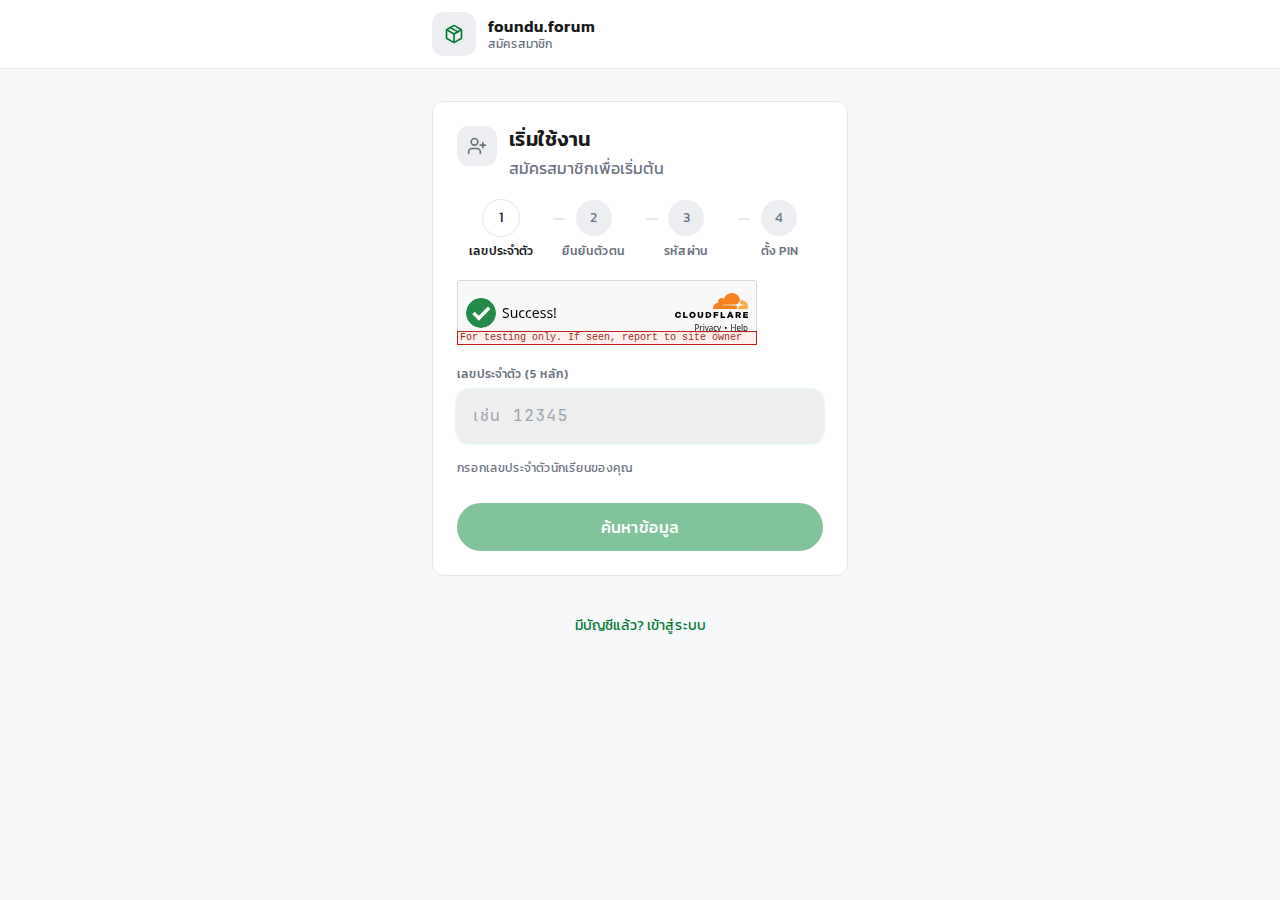 foundu.forum
สมัครสมาชิก
เริ่มใช้งาน
สมัครสมาชิกเพื่อเริ่มต้น
1 2 3 4
เลขประจำตัว ยืนยันตัวตน รหัสผ่าน ตั้ง PIN
Success!
CLOUDFLARE
Privacy • Help
For testing only. If seen, report to site owner
เลขประจำตัว (5 หลัก)
เช่น 12345
กรอกเลขประจำตัวนักเรียนของคุณ
ค้นหาข้อมูล
มีบัญชีแล้ว? เข้าสู่ระบบ